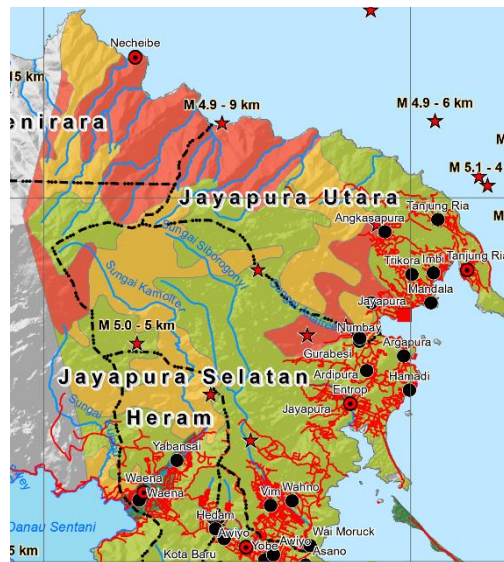 Necheibe
15 km
M 4.9 - 9 km
M 4.9 - 6 km
enirara
M
M 5.1 - 4
Jayapura Utara
Tanjung Ria
Angkasapura
Sungai Siborogonyi
Trikora
Imbi
Tanjung Ria
Sungai Kamolter
Mandala
Jayapura
M 5.0 - 5 km
Numbay
Gurabesi
Argapura
Jayapura Selatan
Ardipura
Hamadi
Entrop
Heram
Jayapura
Sungai
Yabansai
Waena
Waena
Vim
Wahno
Danau Sentani
Hedam
Awiyo
Wai Moruck
5 km
Kota Baru
Yobe
Awiyo
Asano